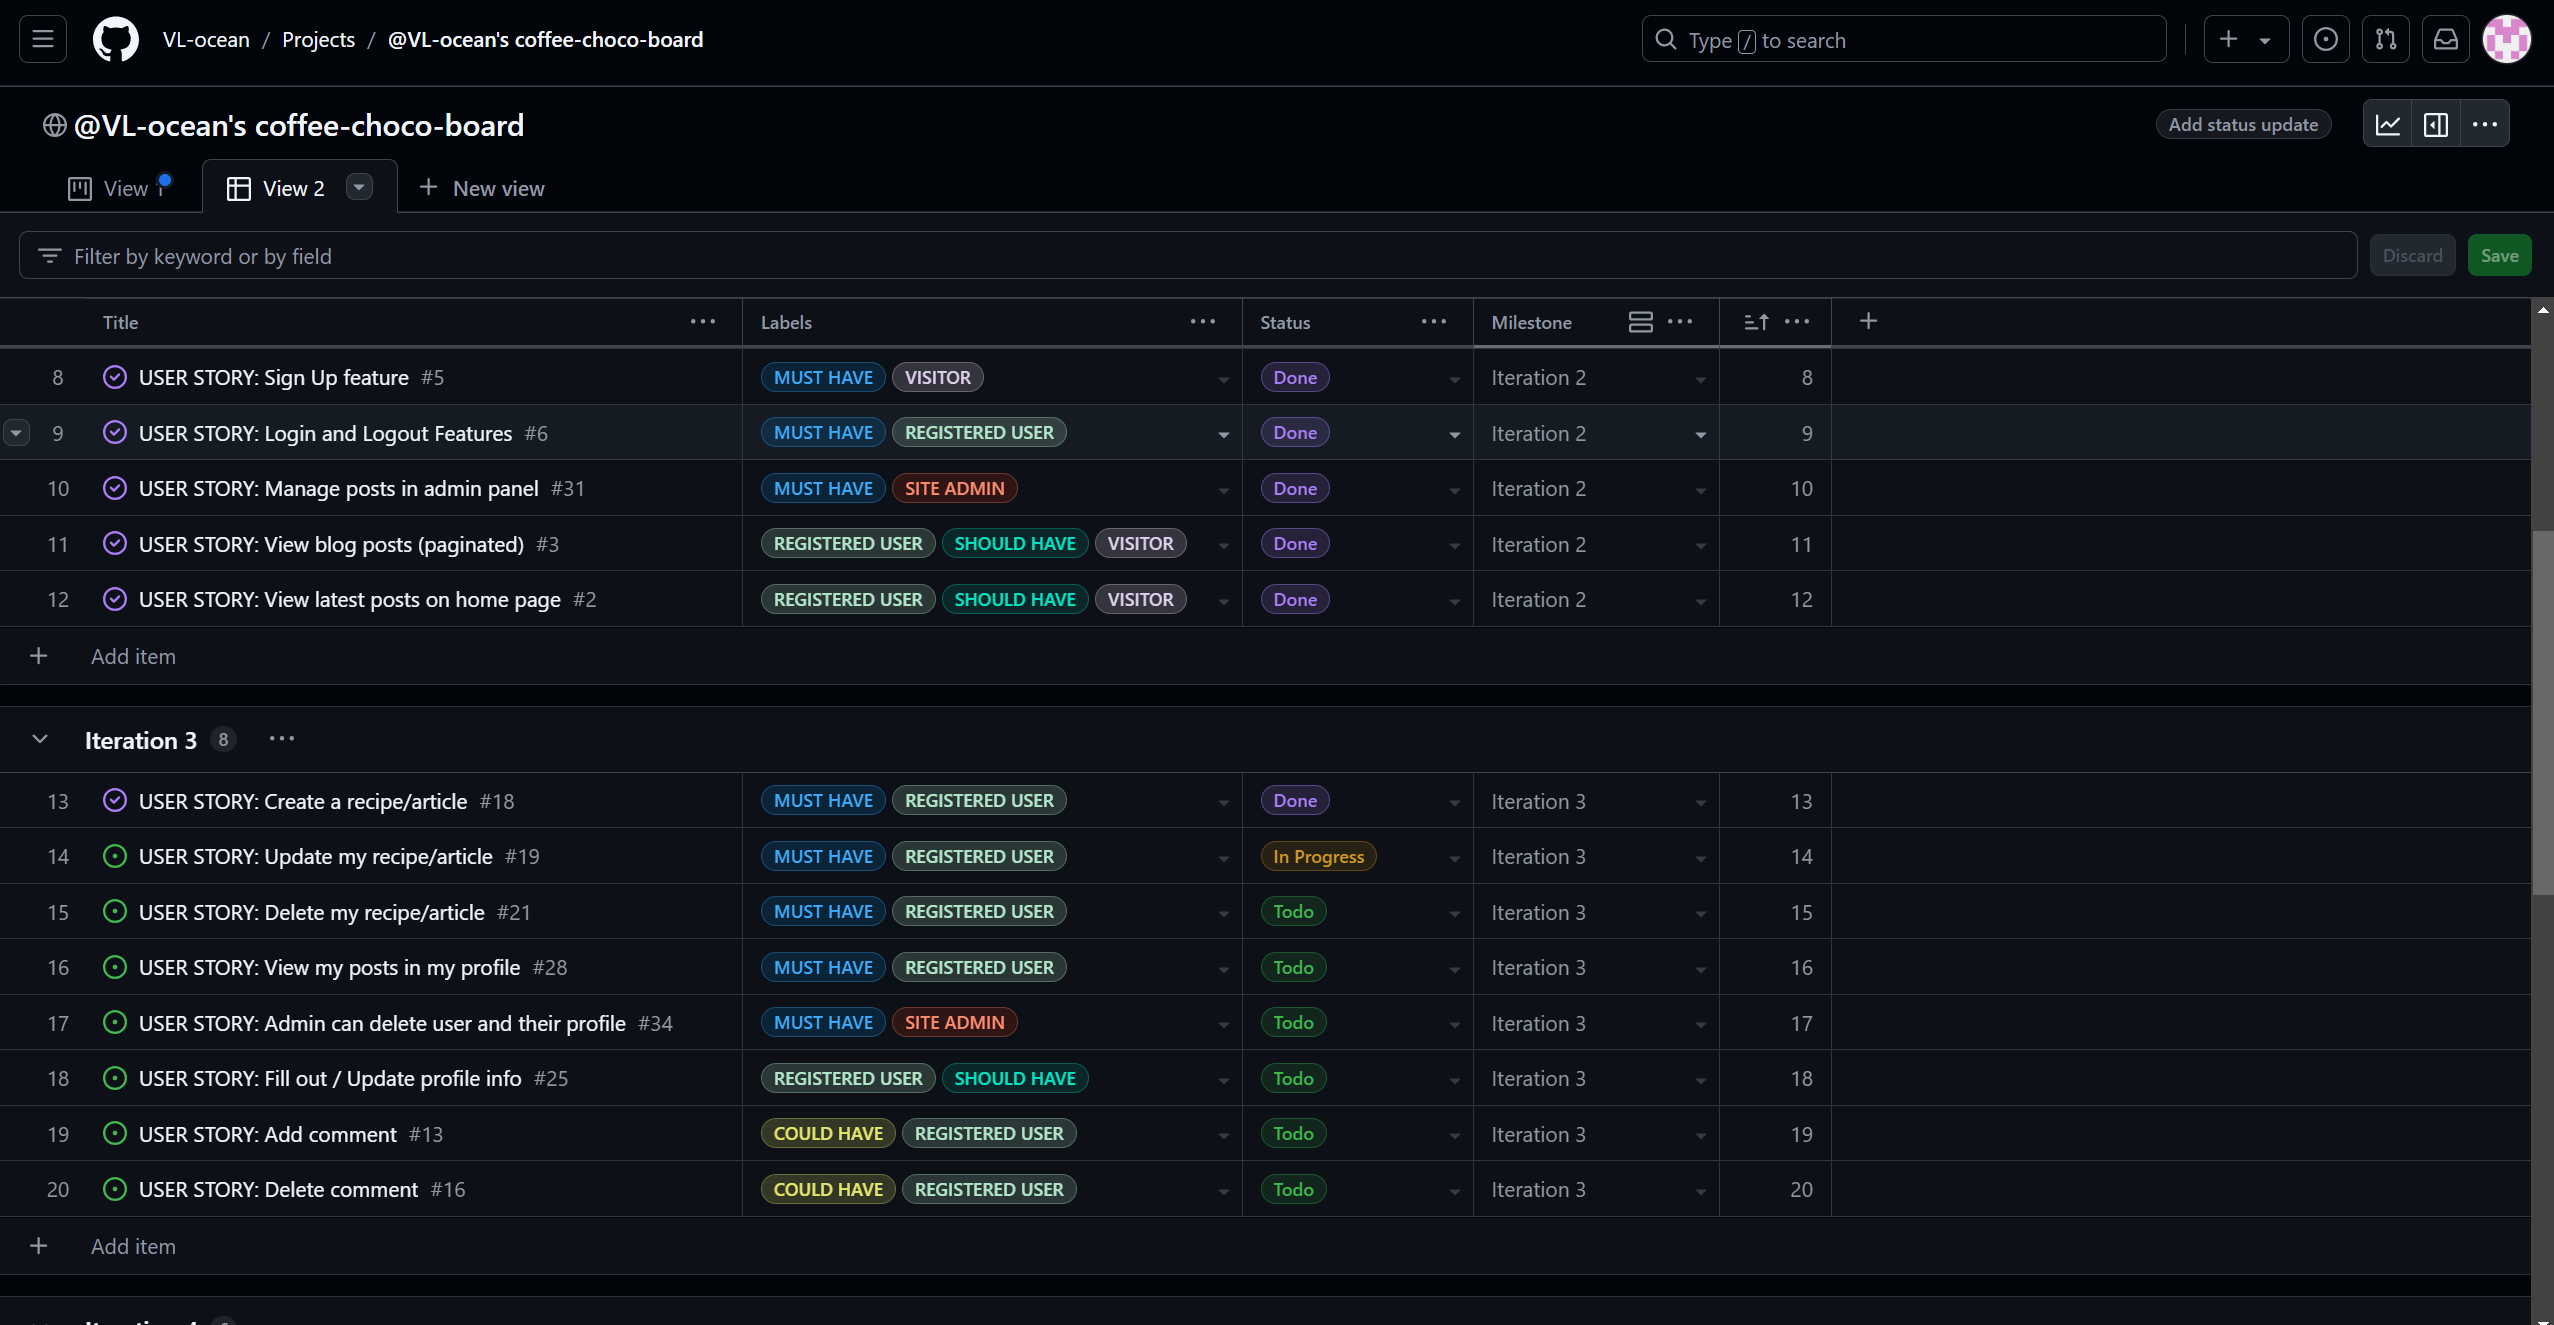 VL-ocean / Projects / @VL-ocean's coffee-choco-board
Type / to search
@VL-ocean's coffee-choco-board
Add status update
View
View 2
New view
Filter by keyword or by field
Discard
Save
Title Labels Status Milestone
8 USER STORY: Sign Up feature #5 MUST HAVE VISITOR Done Iteration 2 8
9 USER STORY: Login and Logout Features #6 MUST HAVE REGISTERED USER Done Iteration 2 9
10 USER STORY: Manage posts in admin panel #31 MUST HAVE SITE ADMIN Done Iteration 2 10
11 USER STORY: View blog posts (paginated) #3 REGISTERED USER SHOULD HAVE VISITOR Done Iteration 2 11
12 USER STORY: View latest posts on home page #2 REGISTERED USER SHOULD HAVE VISITOR Done Iteration 2 12
Add item
Iteration 3 8
13 USER STORY: Create a recipe/article #18 MUST HAVE REGISTERED USER Done Iteration 3 13
14 USER STORY: Update my recipe/article #19 MUST HAVE REGISTERED USER In Progress Iteration 3 14
15 USER STORY: Delete my recipe/article #21 MUST HAVE REGISTERED USER Todo Iteration 3 15
16 USER STORY: View my posts in my profile #28 MUST HAVE REGISTERED USER Todo Iteration 3 16
17 USER STORY: Admin can delete user and their profile #34 MUST HAVE SITE ADMIN Todo Iteration 3 17
18 USER STORY: Fill out / Update profile info #25 REGISTERED USER SHOULD HAVE Todo Iteration 3 18
19 USER STORY: Add comment #13 COULD HAVE REGISTERED USER Todo Iteration 3 19
20 USER STORY: Delete comment #16 COULD HAVE REGISTERED USER Todo Iteration 3 20
Add item